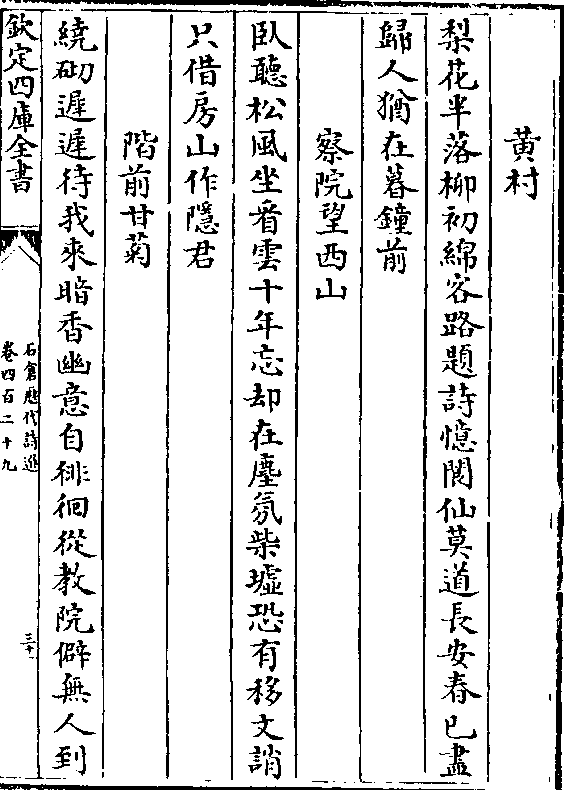 黄村
梨花半落柳初綿客路題詩憶閬仙莫道長安春已盡
歸人猶在暮鐘前
察院望西山
臥聽松風坐看雲十年忘却在塵氛柴墟恐有移文誚
只借房山作隱君
階前甘菊
繞砌遲遲待我來暗香幽意自徘徊從教院僻無人到
欽定四庫全書
石倉歷代詩選
卷四百二十九